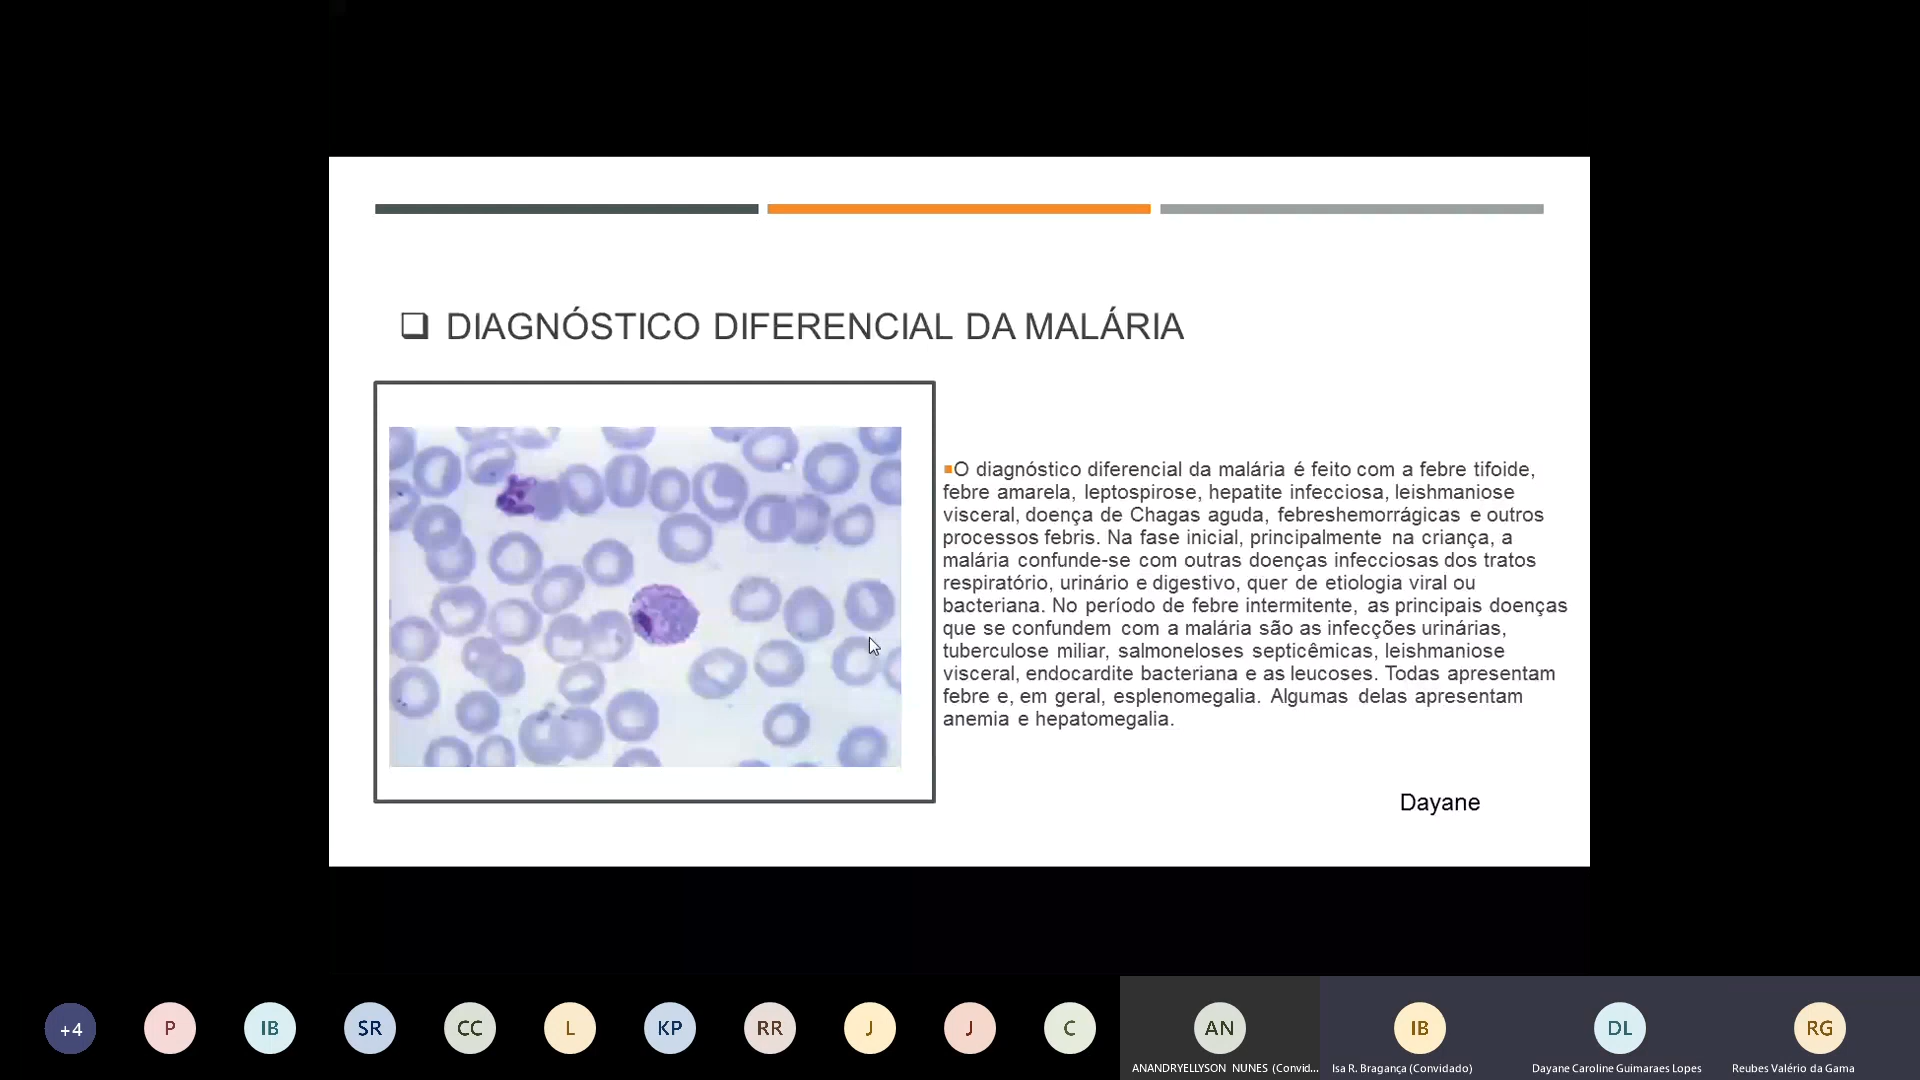 DIAGNÓSTICO DIFERENCIAL DA MALÁRIA
O diagnóstico diferencial da malária é feito com a febre tifoide,
febre amarela, leptospirose, hepatite infecciosa, leishmaniose
visceral, doença de Chagas aguda, febreshemorrágicas e outros
processos febris. Na fase inicial, principalmente na criança, a
malária confunde-se com outras doenças infecciosas dos tratos
respiratório, urinário e digestivo, quer de etiologia viral ou
bacteriana. No período de febre intermitente, as principais doenças
que se confundem com a malária são as infecções urinárias,
tuberculose miliar, salmoneloses septicêmicas, leishmaniose
visceral, endocardite bacteriana e as leucoses. Todas apresentam
febre e, em geral, esplenomegalia. Algumas delas apresentam
anemia e hepatomegalia.
Dayane
+4 P IB SR CC L KP RR J J C AN IB DL RG
ANANDRYELLYSON NUNES (Convid... Isa R. Bragança (Convidado) Dayane Caroline Guimaraes Lopes Reubes Valério da Gama